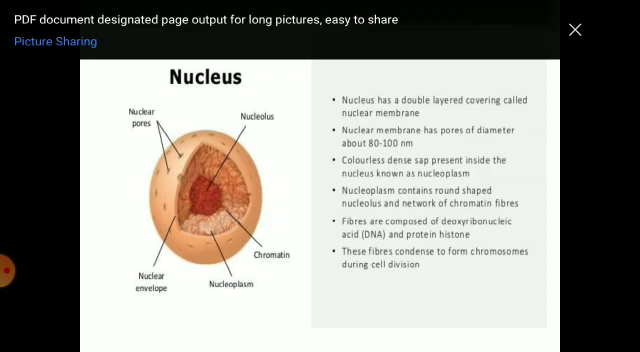 PDF document designated page output for long pictures, easy to share
Picture Sharing
Nucleus
Nuclear
pores
Nucleolus
Chromatin
Nuclear
envelope
Nucleoplasm
• Nucleus has a double layered covering called
nuclear membrane
• Nuclear membrane has pores of diameter
about 80-100 nm
• Colourless dense sap present inside the
nucleus known as nucleoplasm
• Nucleoplasm contains round shaped
nucleolus and network of chromatin fibres
• Fibres are composed of deoxyribonucleic
acid (DNA) and protein histone
• These fibres condense to form chromosomes
during cell division